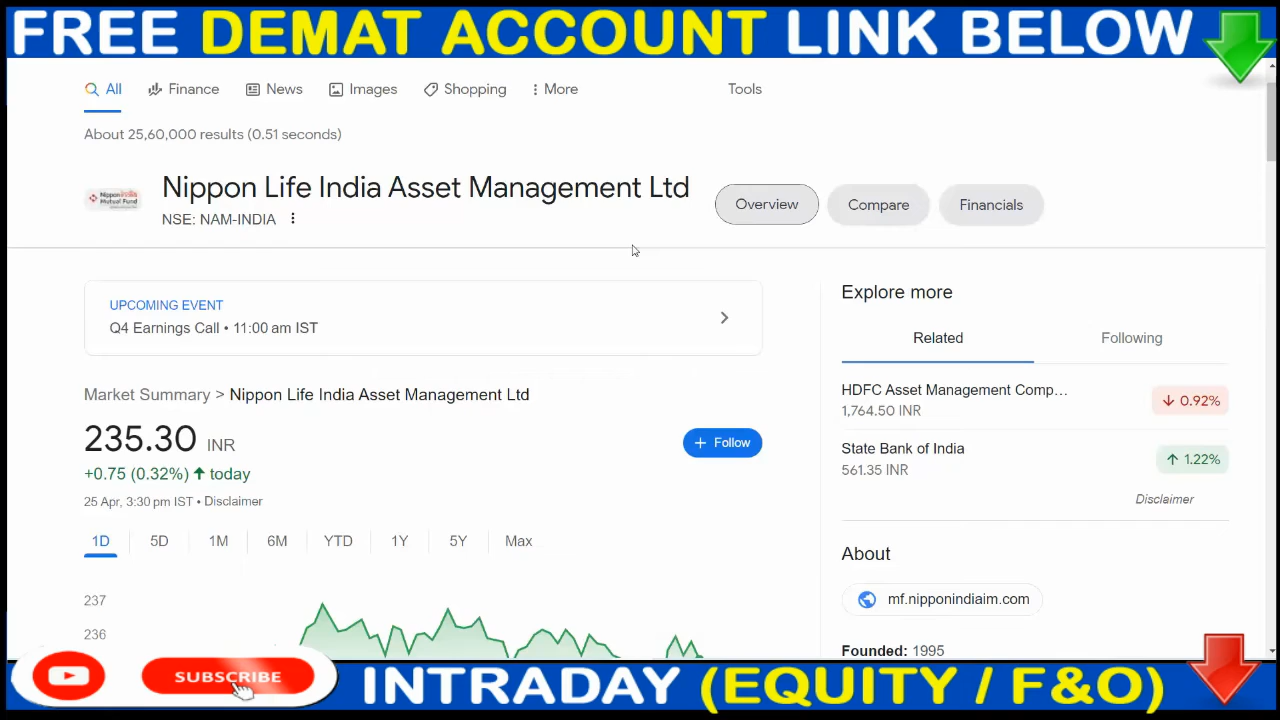 FREE DEMAT ACCOUNT LINK BELOW
All Finance News Images Shopping More Tools
About 25,60,000 results (0.51 seconds)
Nippon India Mutual Fund
Nippon Life India Asset Management Ltd
NSE: NAM-INDIA
Overview Compare Financials
UPCOMING EVENT
Q4 Earnings Call • 11:00 am IST
Market Summary > Nippon Life India Asset Management Ltd
235.30 INR
+ Follow
+0.75 (0.32%) ↑ today
25 Apr, 3:30 pm IST • Disclaimer
1D 5D 1M 6M YTD 1Y 5Y Max
237
236
Explore more
Related Following
HDFC Asset Management Comp...
1,764.50 INR
↓ 0.92%
State Bank of India
561.35 INR
↑ 1.22%
Disclaimer
About
mf.nipponindiaim.com
Founded: 1995
SUBSCRIBE
INTRADAY (EQUITY / F&O)